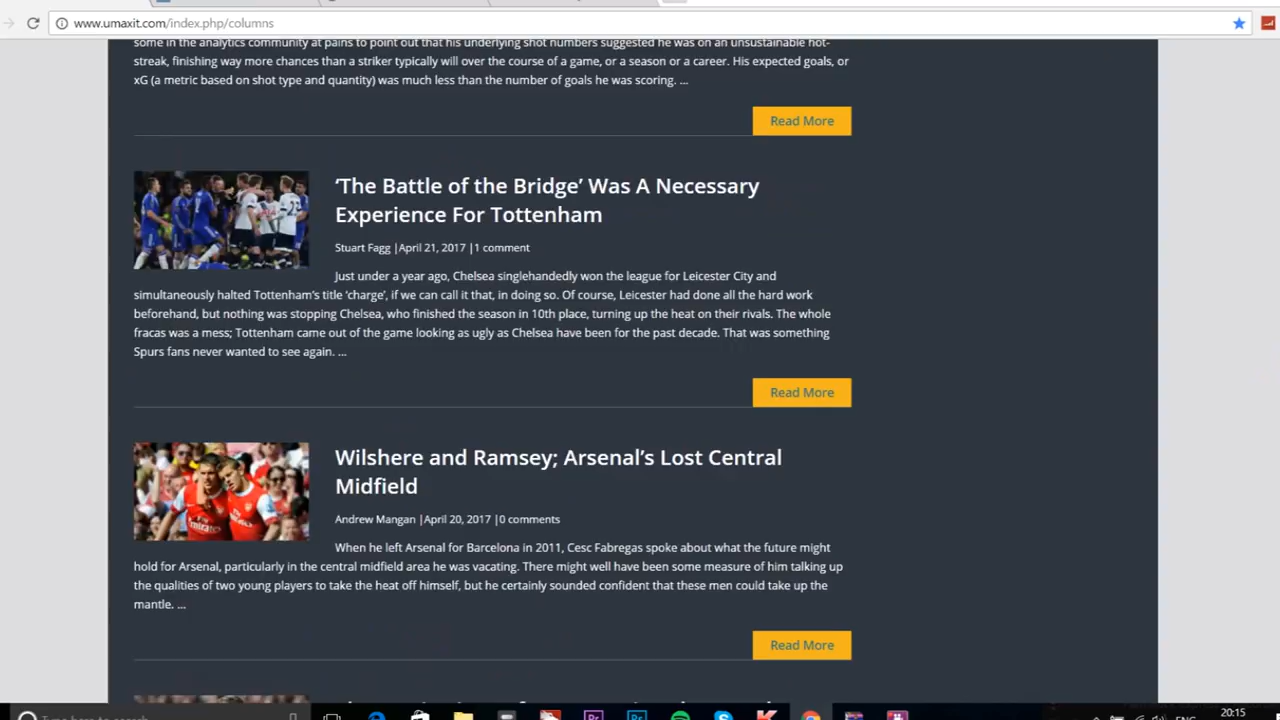 www.umaxit.com/index.php/columns
some in the analytics community at pains to point out that his underlying shot numbers suggested he was on an unsustainable hot-
streak, finishing way more chances than a striker typically will over the course of a game, or a season or a career. His expected goals, or
xG (a metric based on shot type and quantity) was much less than the number of goals he was scoring. ...
Read More
‘The Battle of the Bridge’ Was A Necessary
Experience For Tottenham
Stuart Fagg |April 21, 2017 |1 comment
Just under a year ago, Chelsea singlehandedly won the league for Leicester City and
simultaneously halted Tottenham’s title ‘charge’, if we can call it that, in doing so. Of course, Leicester had done all the hard work
beforehand, but nothing was stopping Chelsea, who finished the season in 10th place, turning up the heat on their rivals. The whole
fracas was a mess; Tottenham came out of the game looking as ugly as Chelsea have been for the past decade. That was something
Spurs fans never wanted to see again. ...
Read More
Wilshere and Ramsey; Arsenal’s Lost Central
Midfield
Andrew Mangan |April 20, 2017 |0 comments
When he left Arsenal for Barcelona in 2011, Cesc Fabregas spoke about what the future might
hold for Arsenal, particularly in the central midfield area he was vacating. There might well have been some measure of him talking up
the qualities of two young players to take the heat off himself, but he certainly sounded confident that these men could take up the
mantle. ...
Read More
Type here to search
20:15